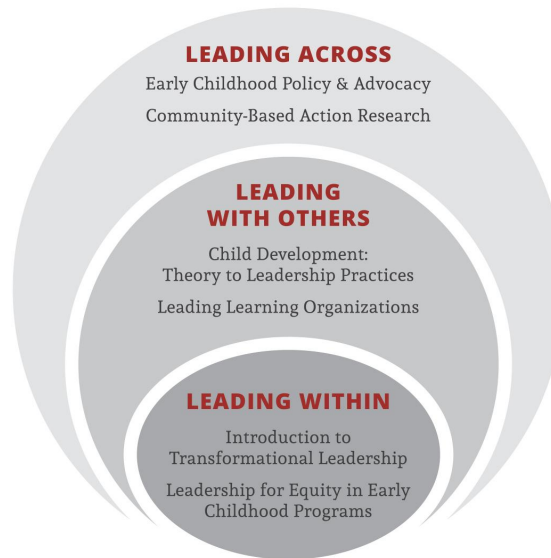 LEADING ACROSS
Early Childhood Policy & Advocacy
Community-Based Action Research
LEADING
WITH OTHERS
Child Development:
Theory to Leadership Practices
Leading Learning Organizations
LEADING WITHIN
Introduction to
Transformational Leadership
Leadership for Equity in Early
Childhood Programs